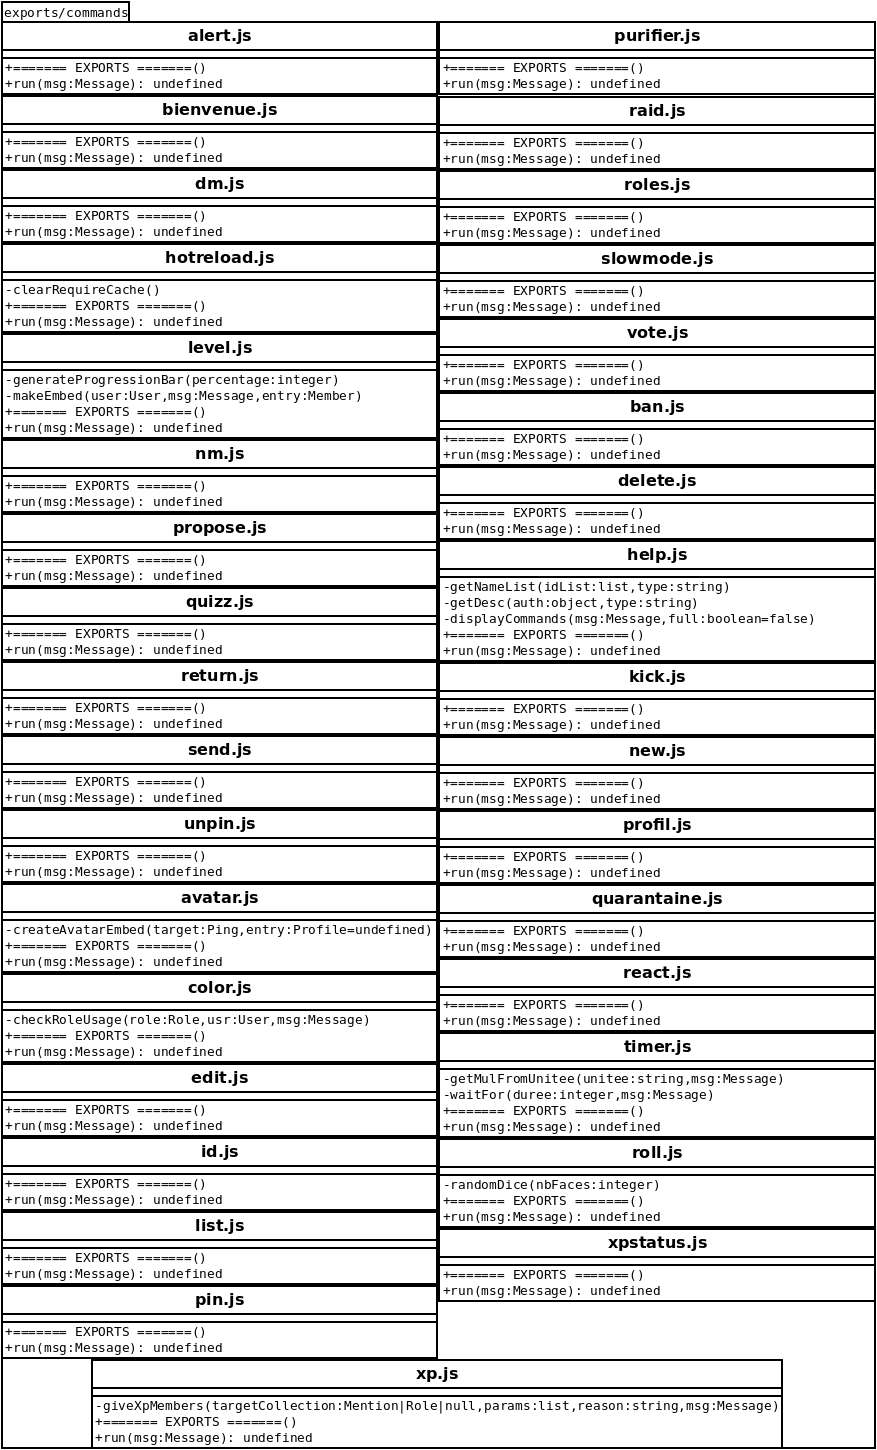 exports/commands
alert.js
+======= EXPORTS =======()
+run(msg:Message): undefined
bienvenue.js
+======= EXPORTS =======()
+run(msg:Message): undefined
dm.js
+======= EXPORTS =======()
+run(msg:Message): undefined
hotreload.js
-clearRequireCache()
+======= EXPORTS =======()
+run(msg:Message): undefined
level.js
-generateProgressionBar(percentage:integer)
-makeEmbed(user:User,msg:Message,entry:Member)
+======= EXPORTS =======()
+run(msg:Message): undefined
nm.js
+======= EXPORTS =======()
+run(msg:Message): undefined
propose.js
+======= EXPORTS =======()
+run(msg:Message): undefined
quizz.js
+======= EXPORTS =======()
+run(msg:Message): undefined
return.js
+======= EXPORTS =======()
+run(msg:Message): undefined
send.js
+======= EXPORTS =======()
+run(msg:Message): undefined
unpin.js
+======= EXPORTS =======()
+run(msg:Message): undefined
avatar.js
-createAvatarEmbed(target:Ping,entry:Profile=undefined)
+======= EXPORTS =======()
+run(msg:Message): undefined
color.js
-checkRoleUsage(role:Role,usr:User,msg:Message)
+======= EXPORTS =======()
+run(msg:Message): undefined
edit.js
+======= EXPORTS =======()
+run(msg:Message): undefined
id.js
+======= EXPORTS =======()
+run(msg:Message): undefined
list.js
+======= EXPORTS =======()
+run(msg:Message): undefined
pin.js
+======= EXPORTS =======()
+run(msg:Message): undefined
purifier.js
+======= EXPORTS =======()
+run(msg:Message): undefined
raid.js
+======= EXPORTS =======()
+run(msg:Message): undefined
roles.js
+======= EXPORTS =======()
+run(msg:Message): undefined
slowmode.js
+======= EXPORTS =======()
+run(msg:Message): undefined
vote.js
+======= EXPORTS =======()
+run(msg:Message): undefined
ban.js
+======= EXPORTS =======()
+run(msg:Message): undefined
delete.js
+======= EXPORTS =======()
+run(msg:Message): undefined
help.js
-getNameList(idList:list,type:string)
-getDesc(auth:object,type:string)
-displayCommands(msg:Message,full:boolean=false)
+======= EXPORTS =======()
+run(msg:Message): undefined
kick.js
+======= EXPORTS =======()
+run(msg:Message): undefined
new.js
+======= EXPORTS =======()
+run(msg:Message): undefined
profil.js
+======= EXPORTS =======()
+run(msg:Message): undefined
quarantaine.js
+======= EXPORTS =======()
+run(msg:Message): undefined
react.js
+======= EXPORTS =======()
+run(msg:Message): undefined
timer.js
-getMulFromUnitee(unitee:string,msg:Message)
-waitFor(duree:integer,msg:Message)
+======= EXPORTS =======()
+run(msg:Message): undefined
roll.js
-randomDice(nbFaces:integer)
+======= EXPORTS =======()
+run(msg:Message): undefined
xpstatus.js
+======= EXPORTS =======()
+run(msg:Message): undefined
xp.js
-giveXpMembers(targetCollection:Mention|Role|null,params:list,reason:string,msg:Message)
+======= EXPORTS =======()
+run(msg:Message): undefined